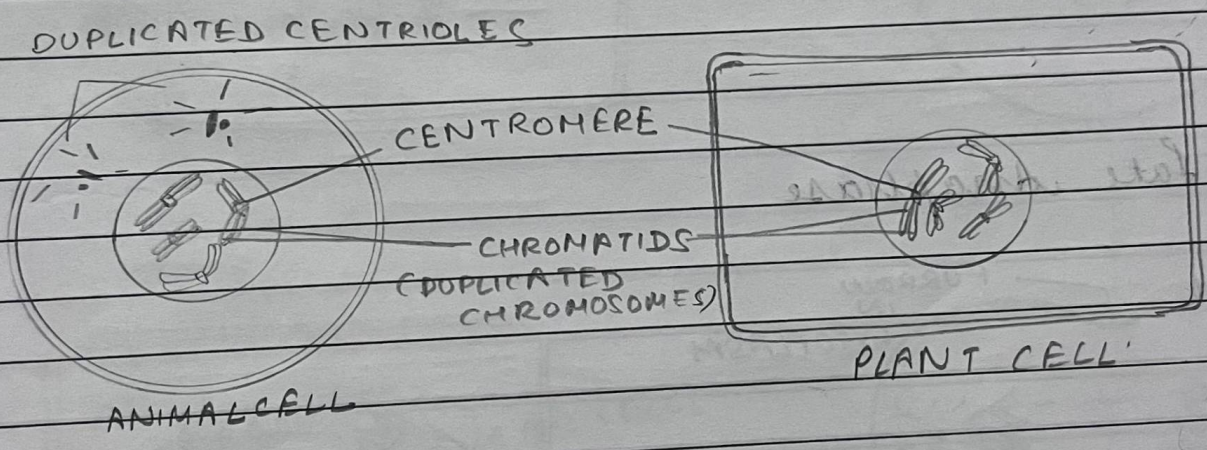 DUPLICATED CENTRIOLES
CENTROMERE
CHROMATIDS
(DUPLICATED
CHROMOSOMES)
PLANT CELL
ANIMAL CELL